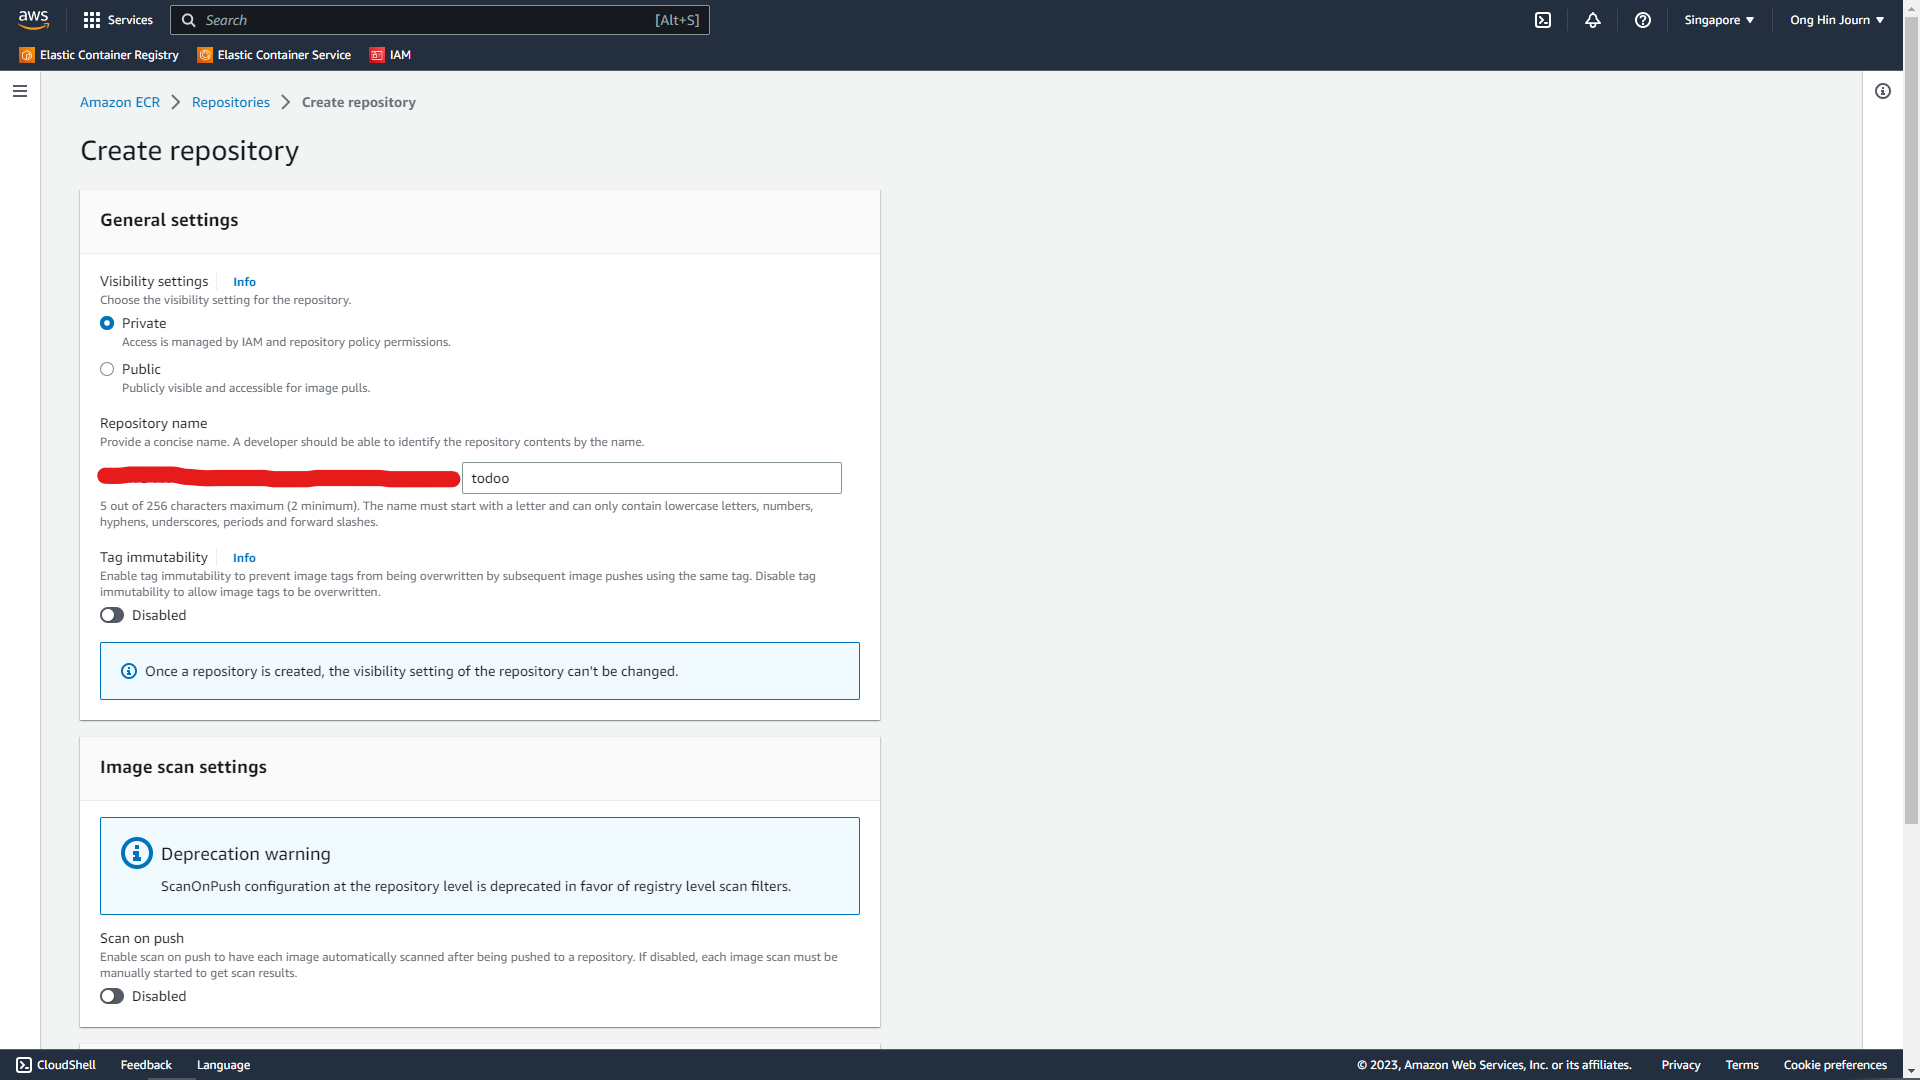 aws Services Search [Alt+S] Singapore ▼ Ong Hin Journ ▼
Elastic Container Registry Elastic Container Service IAM
Amazon ECR > Repositories > Create repository
Create repository
General settings
Visibility settings Info
Choose the visibility setting for the repository.
Private
Access is managed by IAM and repository policy permissions.
Public
Publicly visible and accessible for image pulls.
Repository name
Provide a concise name. A developer should be able to identify the repository contents by the name.
todoo
5 out of 256 characters maximum (2 minimum). The name must start with a letter and can only contain lowercase letters, numbers,
hyphens, underscores, periods and forward slashes.
Tag immutability Info
Enable tag immutability to prevent image tags from being overwritten by subsequent image pushes using the same tag. Disable tag
immutability to allow image tags to be overwritten.
Disabled
Once a repository is created, the visibility setting of the repository can't be changed.
Image scan settings
Deprecation warning
ScanOnPush configuration at the repository level is deprecated in favor of registry level scan filters.
Scan on push
Enable scan on push to have each image automatically scanned after being pushed to a repository. If disabled, each image scan must be
manually started to get scan results.
Disabled
CloudShell Feedback Language © 2023, Amazon Web Services, Inc. or its affiliates. Privacy Terms Cookie preferences